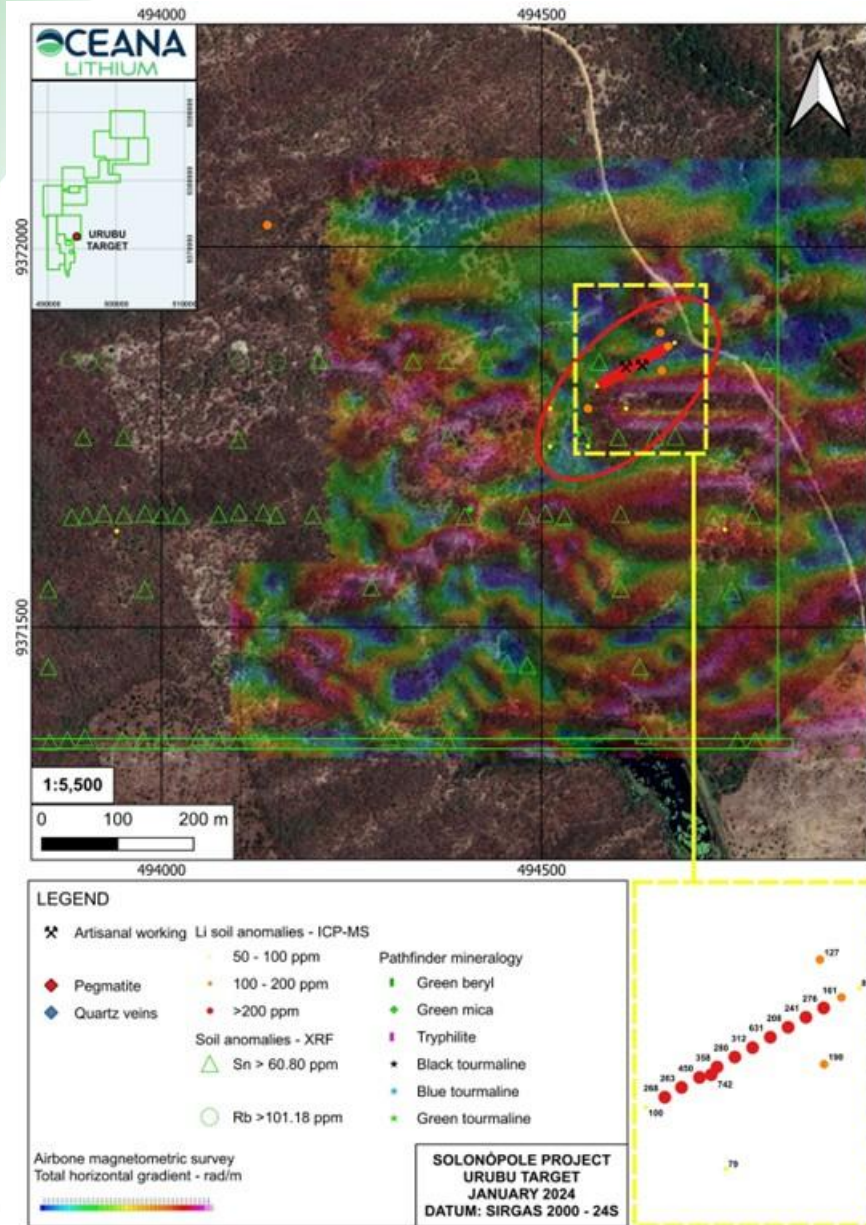 OCEANA
LITHIUM
494000
494500
9372000
9371500
URUBU
TARGET
490000
500000
510000
1:5,500
0
100
200 m
494000
494500
LEGEND
Artisanal working
Pegmatite
Quartz veins
Li soil anomalies - ICP-MS
50 - 100 ppm
100 - 200 ppm
>200 ppm
Soil anomalies - XRF
Sn > 60.80 ppm
Rb >101.18 ppm
Pathfinder mineralogy
Green beryl
Green mica
Tryphilite
Black tourmaline
Blue tourmaline
Green tourmaline
Airbone magnetometric survey
Total horizontal gradient - rad/m
SOLONÓPOLE PROJECT
URUBU TARGET
JANUARY 2024
DATUM: SIRGAS 2000 - 24S
127
161
276
241
208
631
312
280
358
450
263
268
742
190
100
79